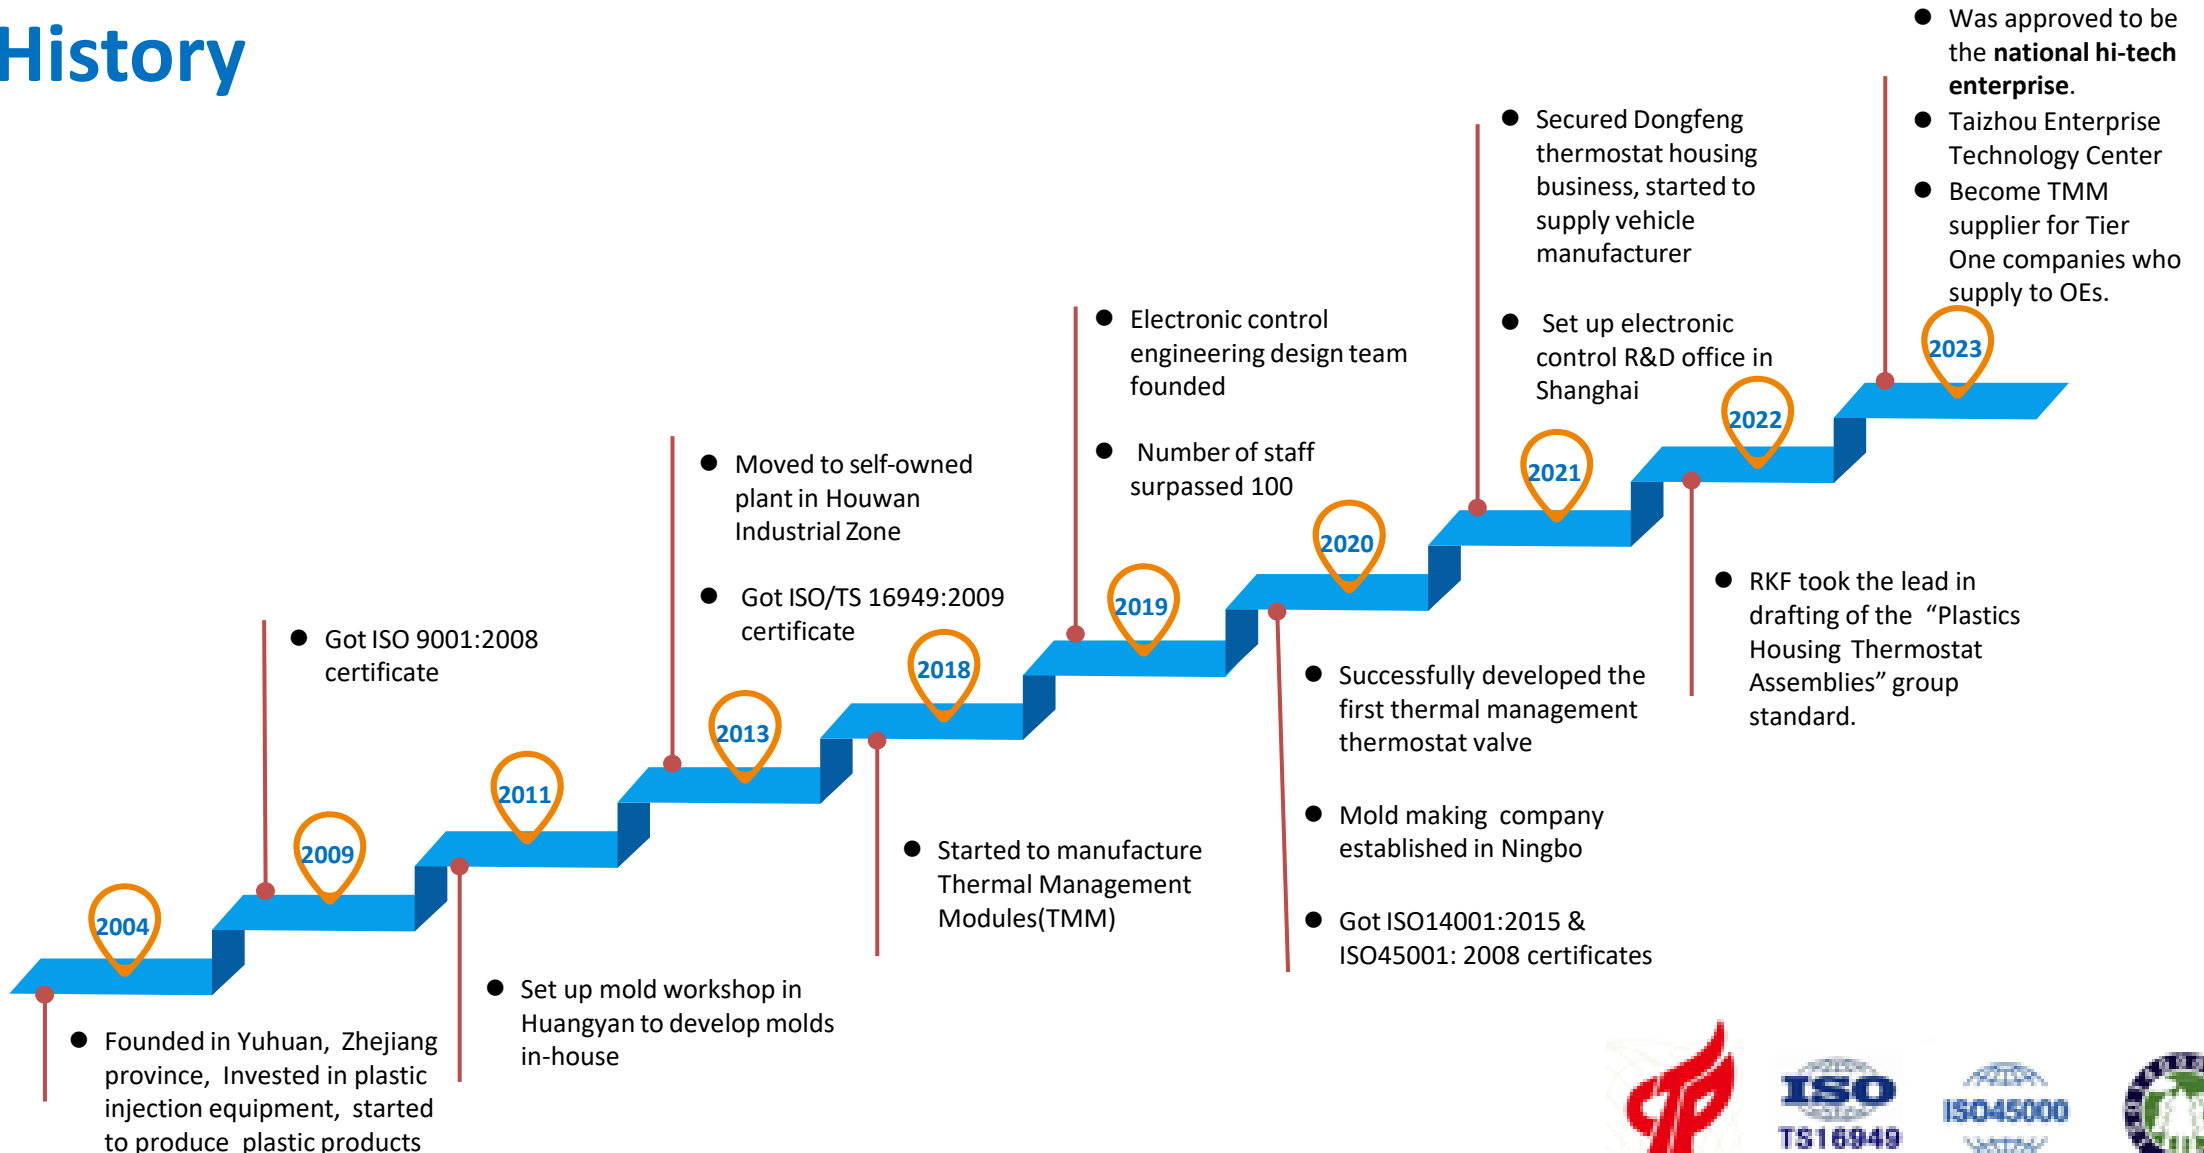 History
2004
Founded in Yuhuan, Zhejiang
province, Invested in plastic
injection equipment, started
to produce plastic products
2009
Got ISO 9001:2008
certificate
2011
Set up mold workshop in
Huangyan to develop molds
in-house
2013
Moved to self-owned
plant in Houwan
Industrial Zone
Got ISO/TS 16949:2009
certificate
2018
Started to manufacture
Thermal Management
Modules(TMM)
2019
Electronic control
engineering design team
founded
Number of staff
surpassed 100
2020
Successfully developed the
first thermal management
thermostat valve
Mold making company
established in Ningbo
Got ISO14001:2015 &
ISO45001: 2008 certificates
2021
Secured Dongfeng
thermostat housing
business, started to
supply vehicle
manufacturer
Set up electronic
control R&D office in
Shanghai
2022
RKF took the lead in
drafting of the “Plastics
Housing Thermostat
Assemblies” group
standard.
2023
Was approved to be
the national hi-tech
enterprise.
Taizhou Enterprise
Technology Center
Become TMM
supplier for Tier
One companies who
supply to OEs.
ISO
TS16949
ISO45000